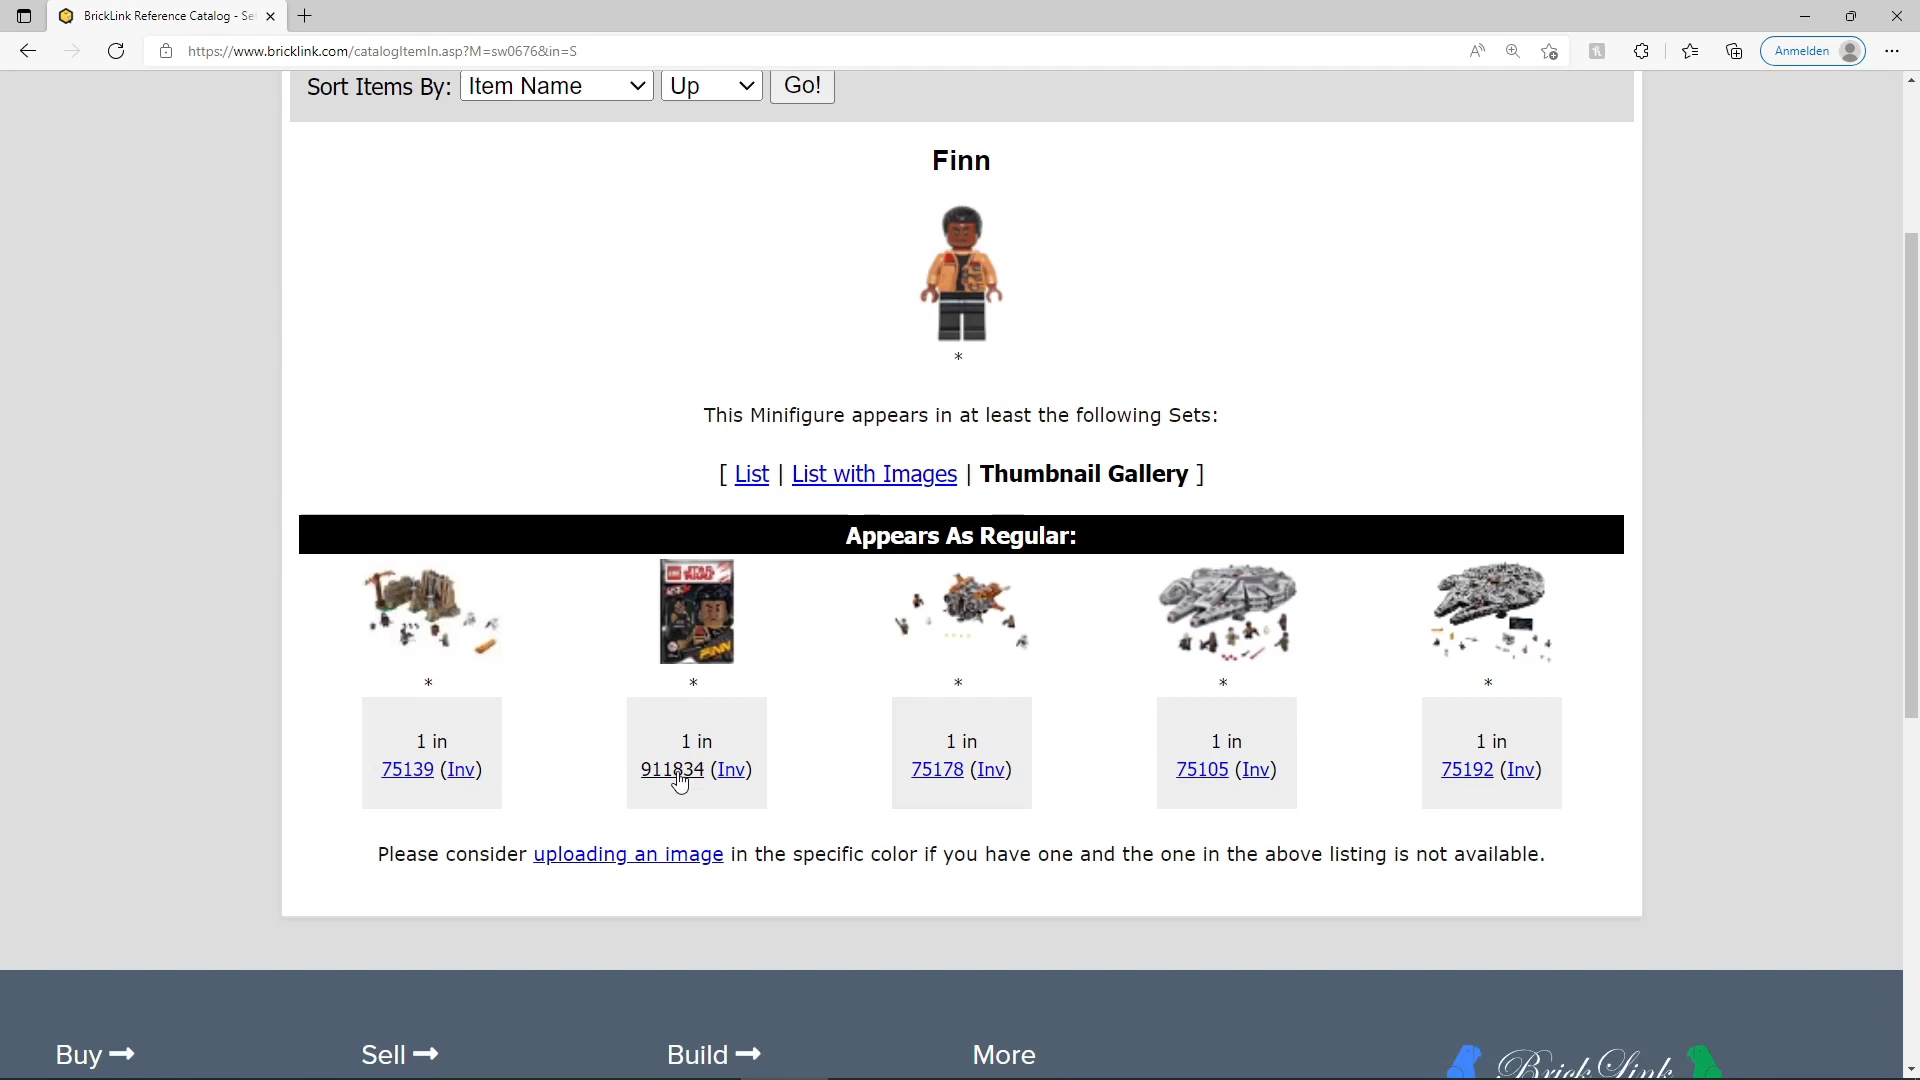 BrickLink Reference Catalog - Se
https://www.bricklink.com/catalogItemIn.asp?M=sw0676&in=S
Anmelden
Sort Items By: Item Name Up Go!
Finn
*
This Minifigure appears in at least the following Sets:
[ List | List with Images | Thumbnail Gallery ]
Appears As Regular:
STAR WARS
FINN
* * * * *
1 in 1 in 1 in 1 in 1 in
75139 (Inv) 911834 (Inv) 75178 (Inv) 75105 (Inv) 75192 (Inv)
Please consider uploading an image in the specific color if you have one and the one in the above listing is not available.
Buy Sell Build More
BrickLink